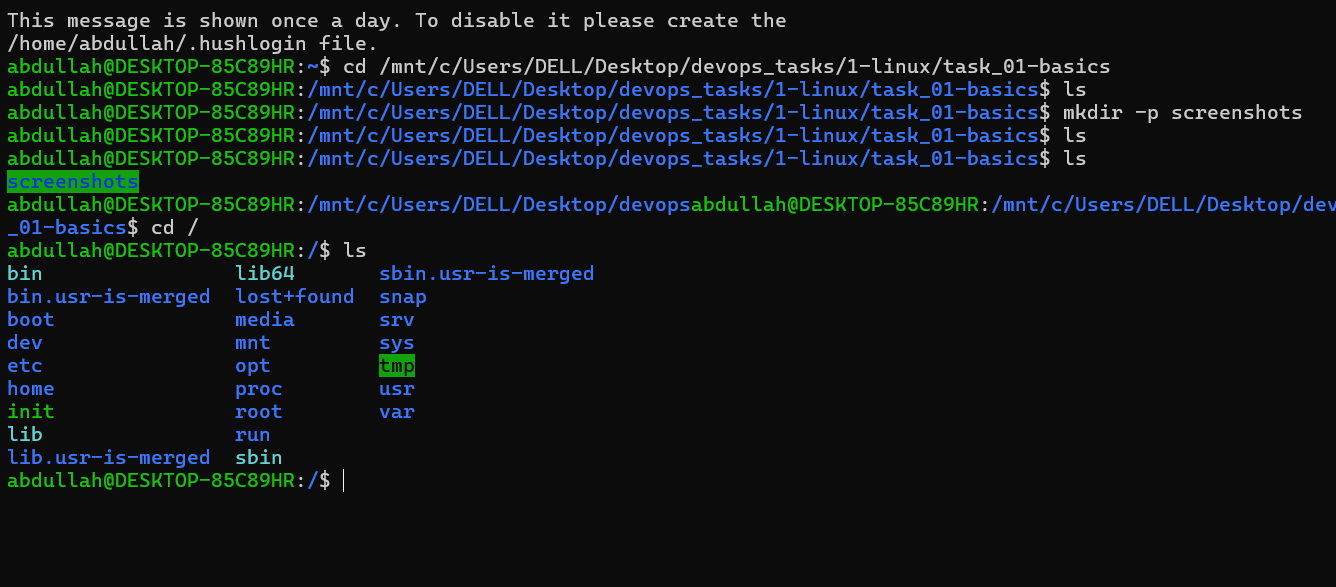 This message is shown once a day. To disable it please create the
/home/abdullah/.hushlogin file.
abdullah@DESKTOP-85C89HR:~$ cd /mnt/c/Users/DELL/Desktop/devops_tasks/1-linux/task_01-basics
abdullah@DESKTOP-85C89HR:/mnt/c/Users/DELL/Desktop/devops_tasks/1-linux/task_01-basics$ ls
abdullah@DESKTOP-85C89HR:/mnt/c/Users/DELL/Desktop/devops_tasks/1-linux/task_01-basics$ mkdir -p screenshots
abdullah@DESKTOP-85C89HR:/mnt/c/Users/DELL/Desktop/devops_tasks/1-linux/task_01-basics$ ls
abdullah@DESKTOP-85C89HR:/mnt/c/Users/DELL/Desktop/devops_tasks/1-linux/task_01-basics$ ls
screenshots
abdullah@DESKTOP-85C89HR:/mnt/c/Users/DELL/Desktop/devopsabdullah@DESKTOP-85C89HR:/mnt/c/Users/DELL/Desktop/dev
_01-basics$ cd /
abdullah@DESKTOP-85C89HR:/$ ls
bin lib64 sbin.usr-is-merged
bin.usr-is-merged lost+found snap
boot media srv
dev mnt sys
etc opt tmp
home proc usr
init root var
lib run
lib.usr-is-merged sbin
abdullah@DESKTOP-85C89HR:/$